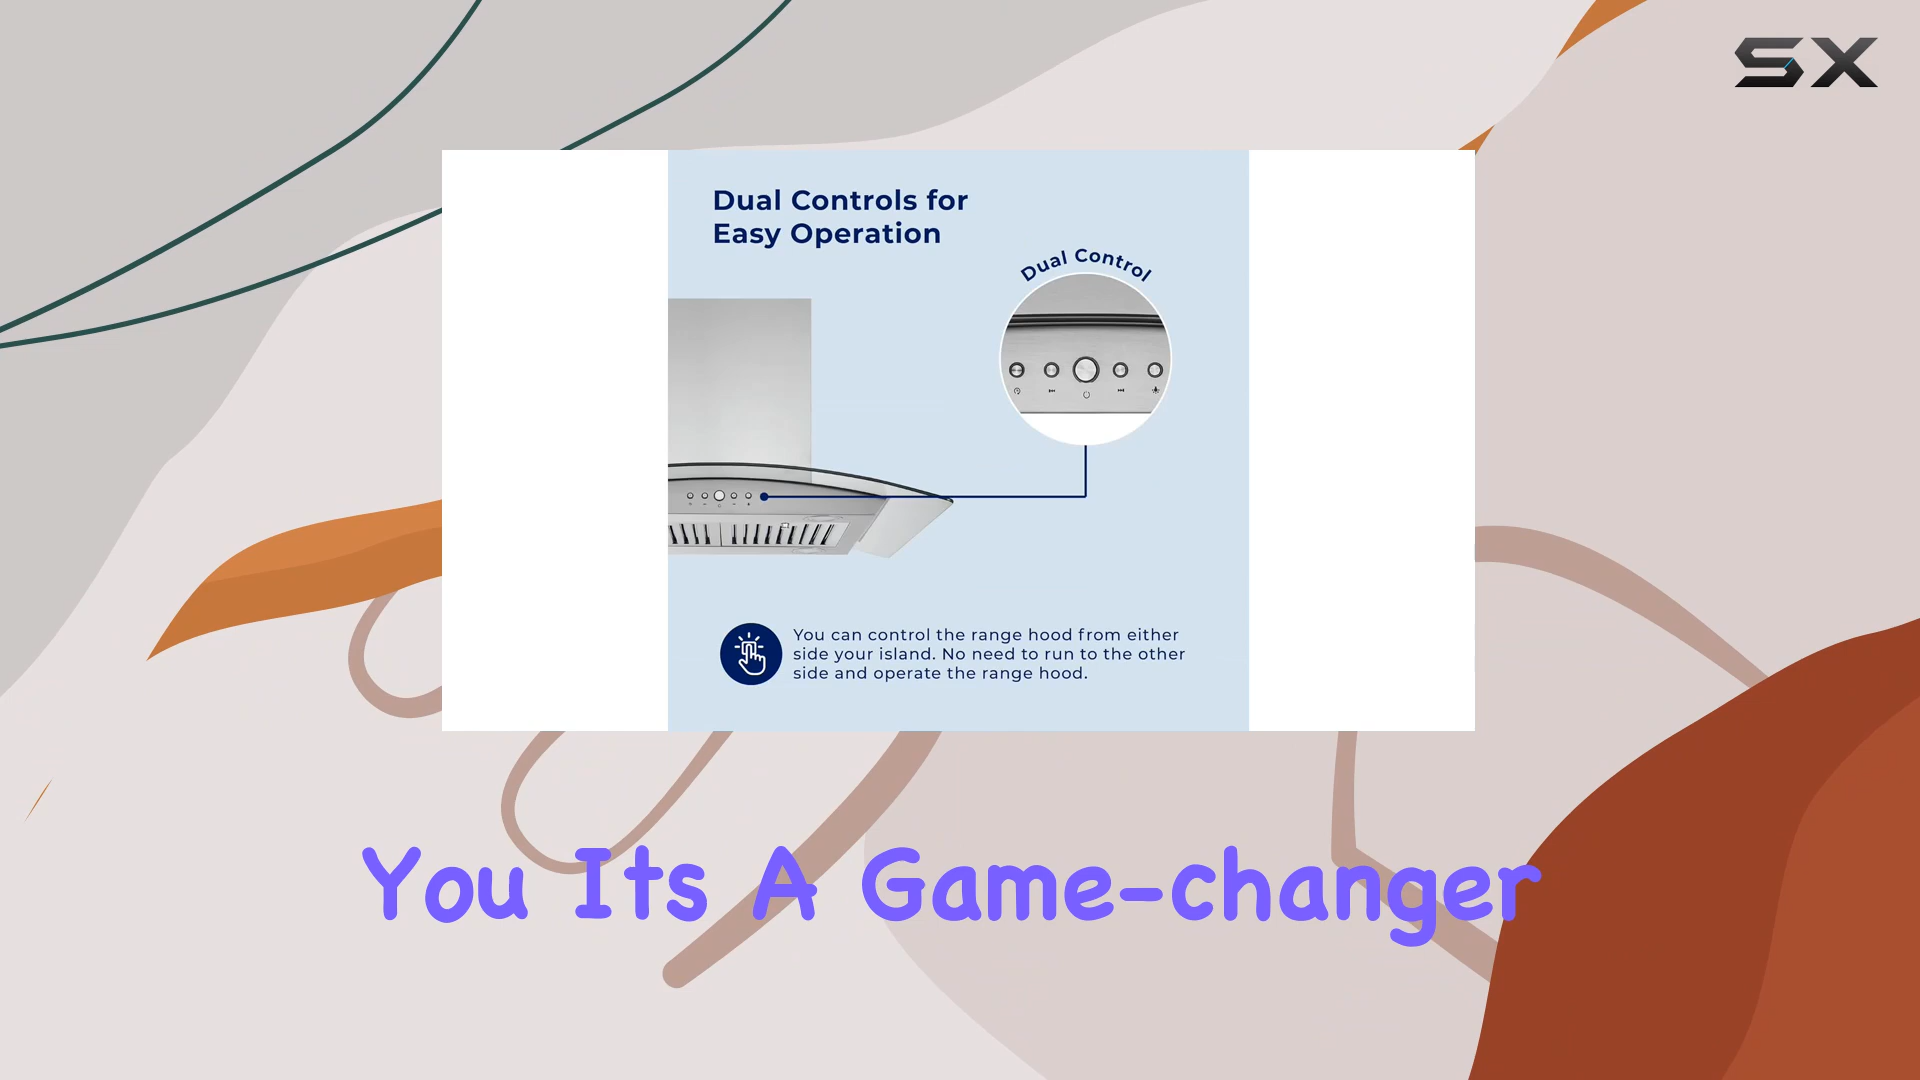 SX
Dual Controls for
Easy Operation
Dual Control
You can control the range hood from either
side your island. No need to run to the other
side and operate the range hood.
You Its A Game-changer